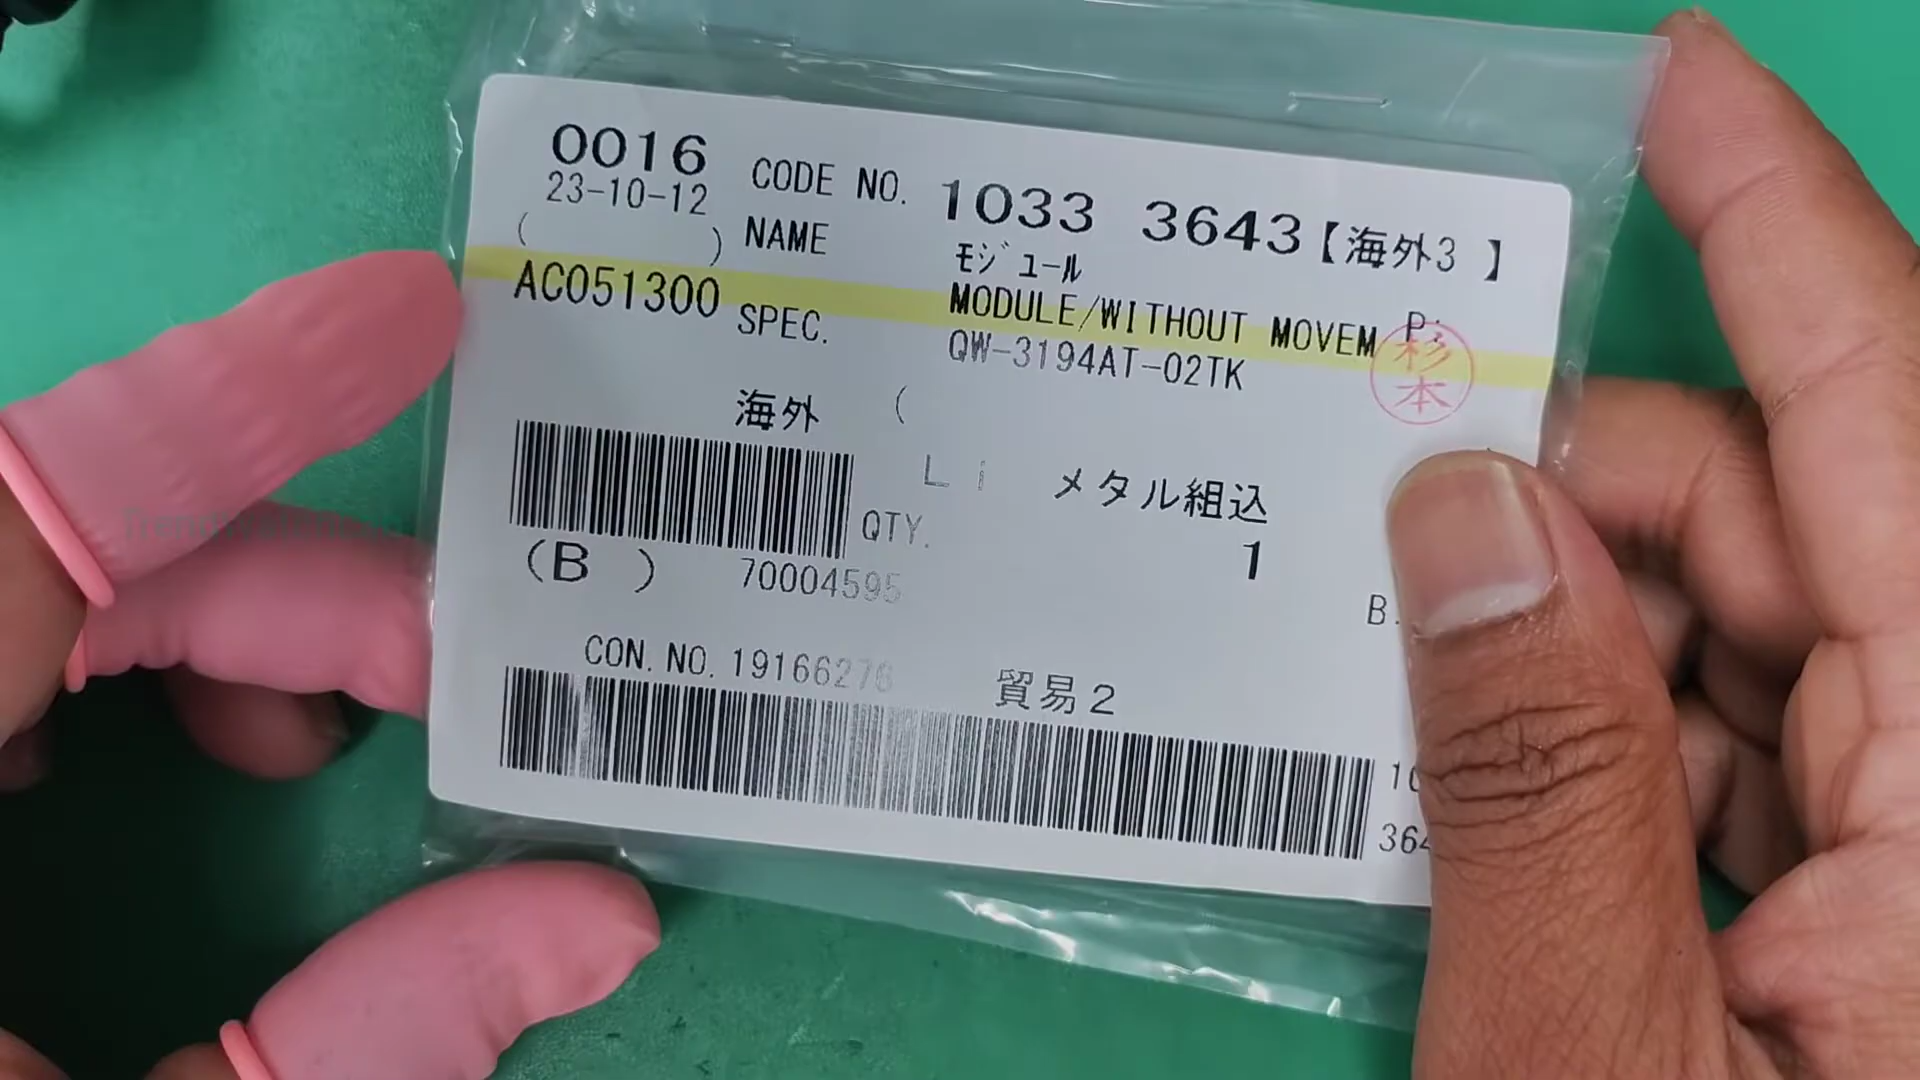 0016 CODE NO. 1033 3643【海外3 】
23-10-12
( ) NAME モジュール
AC051300 MODULE/WITHOUT MOVEM P:
SPEC. QW-3194AT-02TK
杉本
海外 (
Li メタル組込
QTY. 1
(B ) 70004595
B.
CON. NO. 19166276 貿易2
10
364